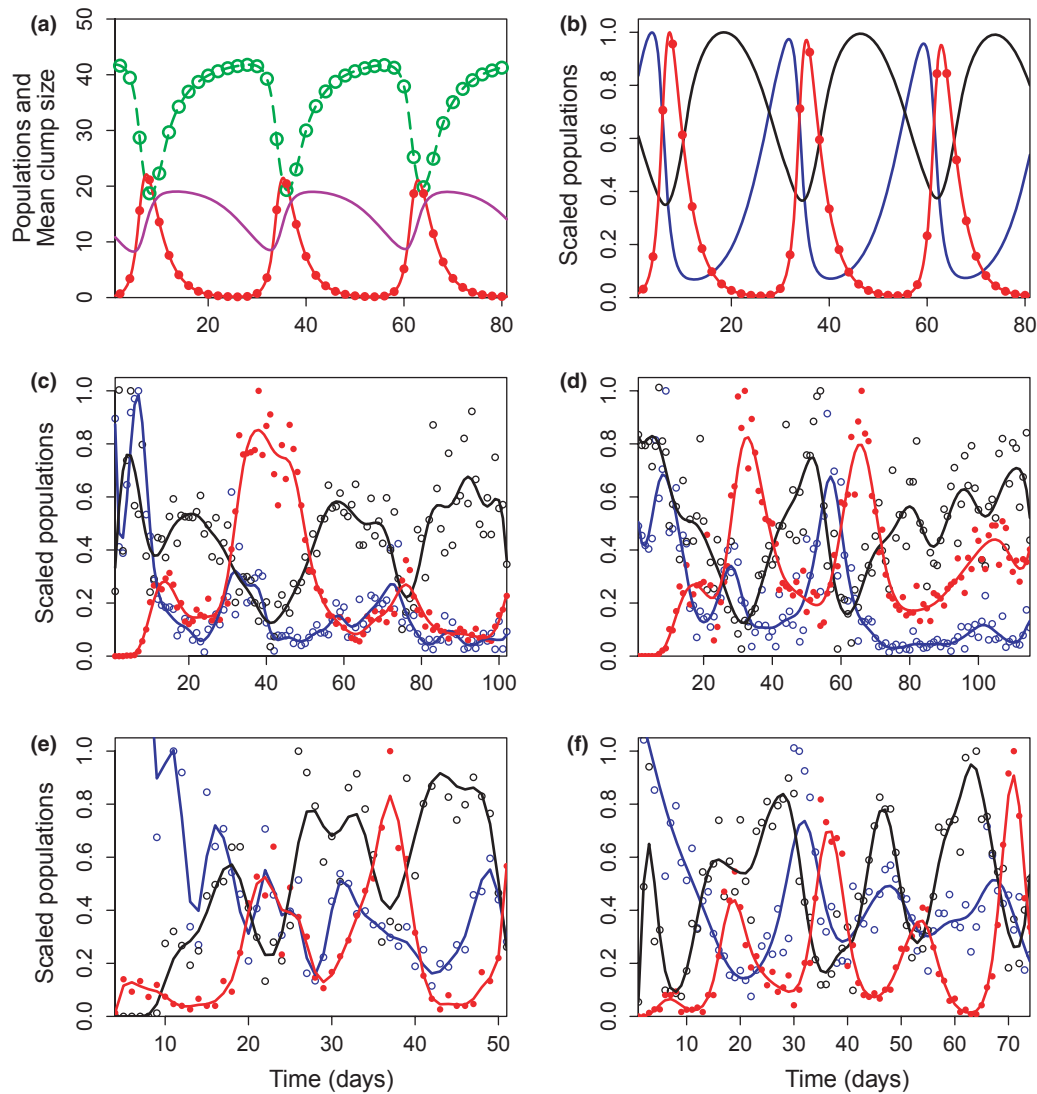 (a)
Populations and
Mean clump size
0 10 20 30 40 50
20 40 60 80
(b)
Scaled populations
0.0 0.2 0.4 0.6 0.8 1.0
20 40 60 80
(c)
Scaled populations
0.0 0.2 0.4 0.6 0.8 1.0
20 40 60 80 100
(d)
0.0 0.2 0.4 0.6 0.8 1.0
20 40 60 80 100
(e)
Scaled populations
0.0 0.2 0.4 0.6 0.8 1.0
10 20 30 40 50
Time (days)
(f)
0.0 0.2 0.4 0.6 0.8 1.0
10 20 30 40 50 60 70
Time (days)